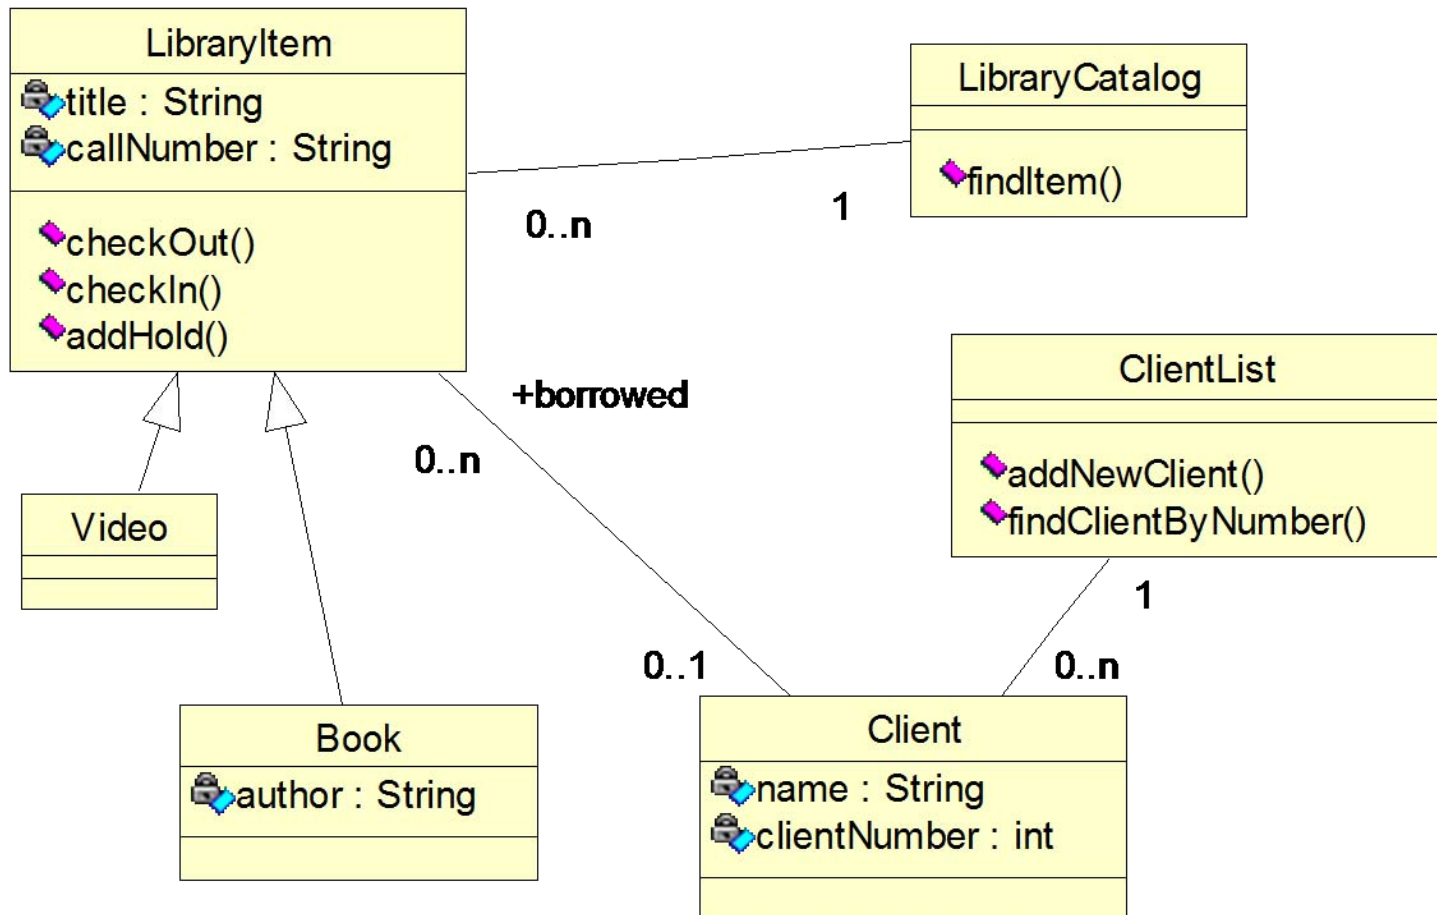 LibraryItem
title : String
callNumber : String
checkOut()
checkIn()
addHold()
LibraryCatalog
findItem()
0..n
1
+borrowed
0..n
0..1
ClientList
addNewClient()
findClientByNumber()
1
0..n
Video
Book
author : String
Client
name : String
clientNumber : int